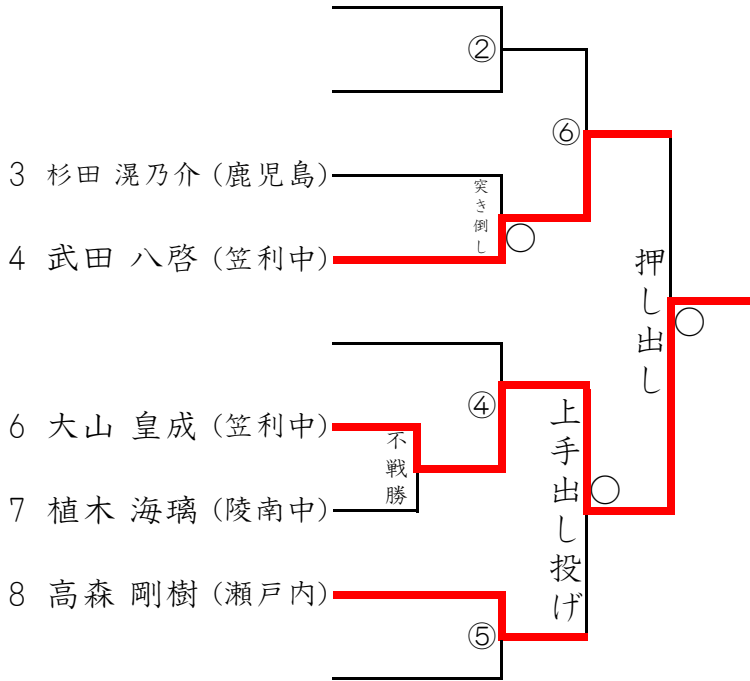 ②
⑥
3 杉田 滉乃介 (鹿児島)
突き倒し
○
4 武田 八啓 (笠利中)
押し出し
○
④
6 大山 皇成 (笠利中)
不戦勝
上手出し投げ
○
7 植木 海璃 (陵南中)
8 高森 剛樹 (瀬戸内)
⑤